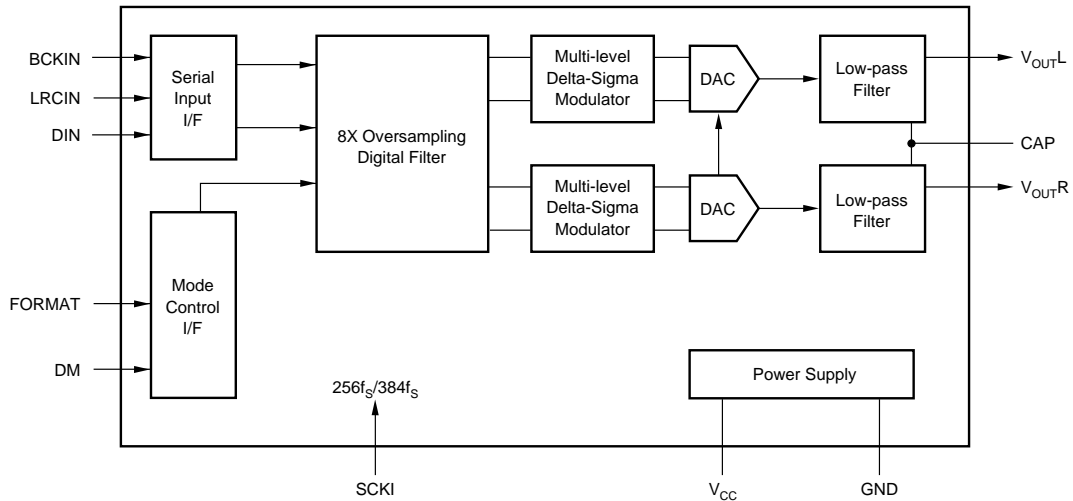 BCKIN
LRCIN
DIN
FORMAT
DM
Serial
Input
I/F
Mode
Control
I/F
8X Oversampling
Digital Filter
Multi-level
Delta-Sigma
Modulator
DAC
Low-pass
Filter
Multi-level
Delta-Sigma
Modulator
DAC
Low-pass
Filter
VOUTL
CAP
VOUTR
256fS/384fS
Power Supply
SCKI
VCC
GND